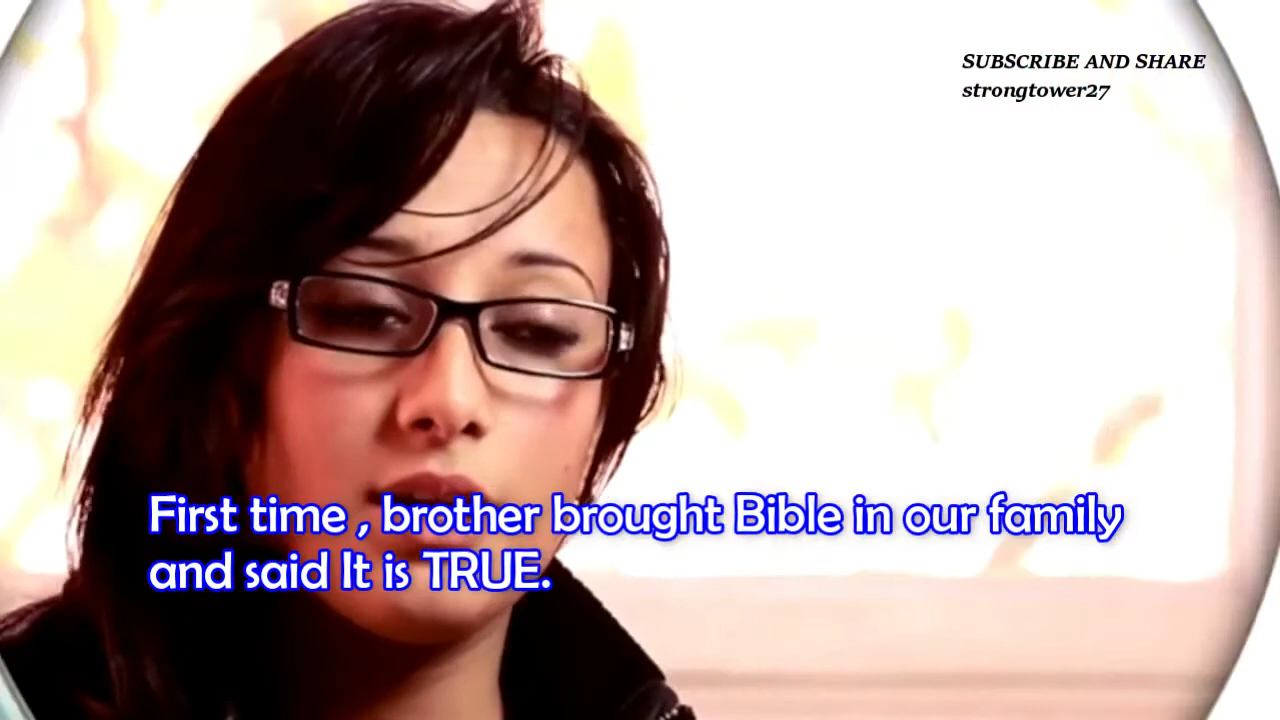 SUBSCRIBE AND SHARE
strongtower27
First time , brother brought Bible in our family
and said It is TRUE.